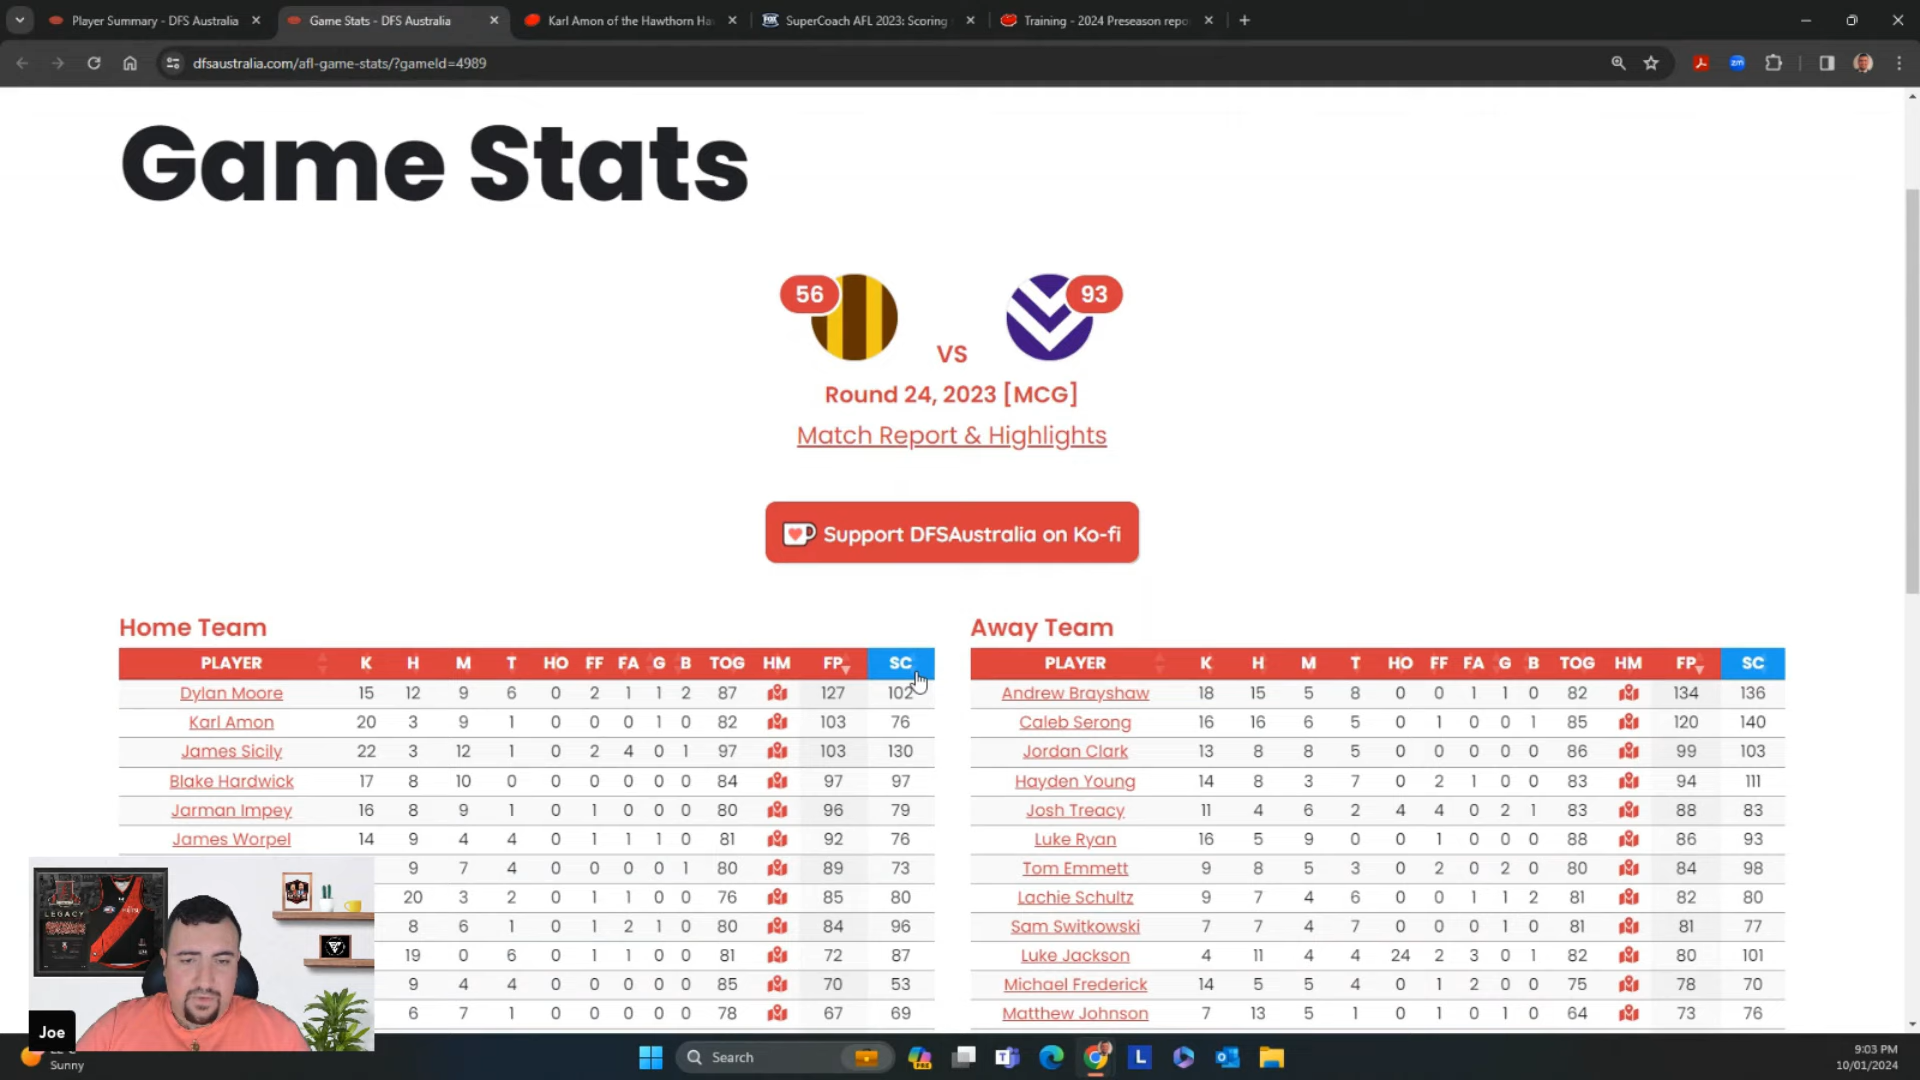 Player Summary - DFS Australia
Game Stats - DFS Australia
Karl Amon of the Hawthorn Ha
SuperCoach AFL 2023: Scoring
Training - 2024 Preseason repo
dfsaustralia.com/afl-game-stats/?gameId=4989
Game Stats
56 VS 93
Round 24, 2023 [MCG]
Match Report & Highlights
Support DFSAustralia on Ko-fi
Home Team
PLAYER K H M T HO FF FA G B TOG HM FP SC
Dylan Moore 15 12 9 6 0 2 1 1 2 87 127 102
Karl Amon 20 3 9 1 0 0 0 1 0 82 103 76
James Sicily 22 3 12 1 0 2 4 0 1 97 103 130
Blake Hardwick 17 8 10 0 0 0 0 0 0 84 97 97
Jarman Impey 16 8 9 1 0 1 0 0 0 80 96 79
James Worpel 14 9 4 4 0 1 1 1 0 81 92 76
9 7 4 0 0 0 0 1 80 89 73
20 3 2 0 1 1 0 0 76 85 80
8 6 1 0 1 2 1 0 80 84 96
19 0 6 0 1 1 0 0 81 72 87
9 4 4 0 0 0 0 0 85 70 53
6 7 1 0 0 0 0 0 78 67 69
Away Team
PLAYER K H M T HO FF FA G B TOG HM FP SC
Andrew Brayshaw 18 15 5 8 0 0 1 1 0 82 134 136
Caleb Serong 16 16 6 5 0 1 0 0 1 85 120 140
Jordan Clark 13 8 8 5 0 0 0 0 0 86 99 103
Hayden Young 14 8 3 7 0 2 1 0 0 83 94 111
Josh Treacy 11 4 6 2 4 4 0 2 1 83 88 83
Luke Ryan 16 5 9 0 0 1 0 0 0 88 86 93
Tom Emmett 9 8 5 3 0 2 0 2 0 80 84 98
Lachie Schultz 9 7 4 6 0 0 1 1 2 81 82 80
Sam Switkowski 7 7 4 7 0 0 0 1 0 81 81 77
Luke Jackson 4 11 4 4 24 2 3 0 1 82 80 101
Michael Frederick 14 5 5 4 0 1 2 0 0 75 78 70
Matthew Johnson 7 13 5 1 0 1 0 1 0 64 73 76
LEGACY
Joe
Sunny
Search
9:03 PM
10/01/2024